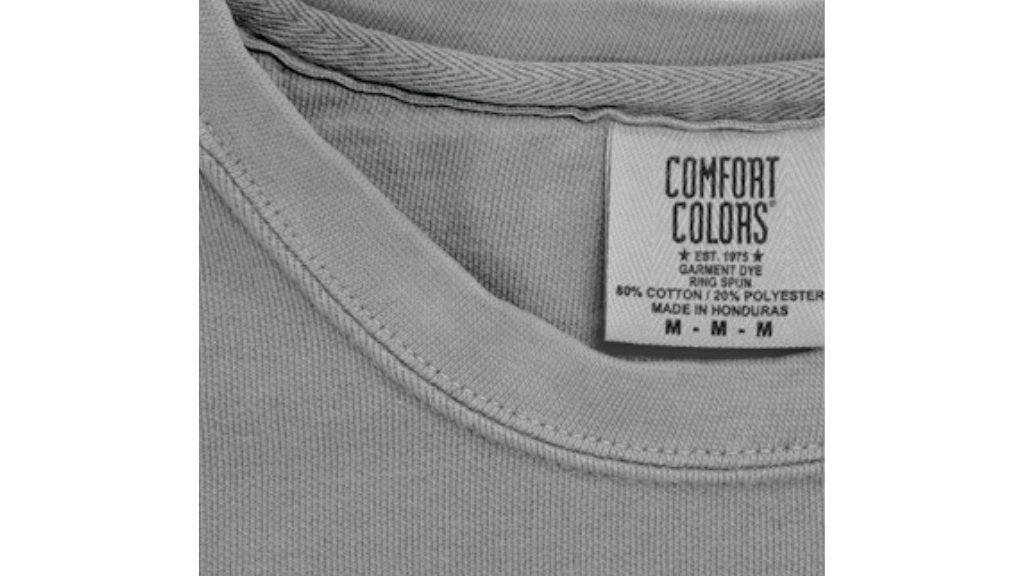 COMFORT
COLORS®
★ EST. 1975 ★
GARMENT DYE
RING SPUN
80% COTTON / 20% POLYESTER
MADE IN HONDURAS
M - M - M